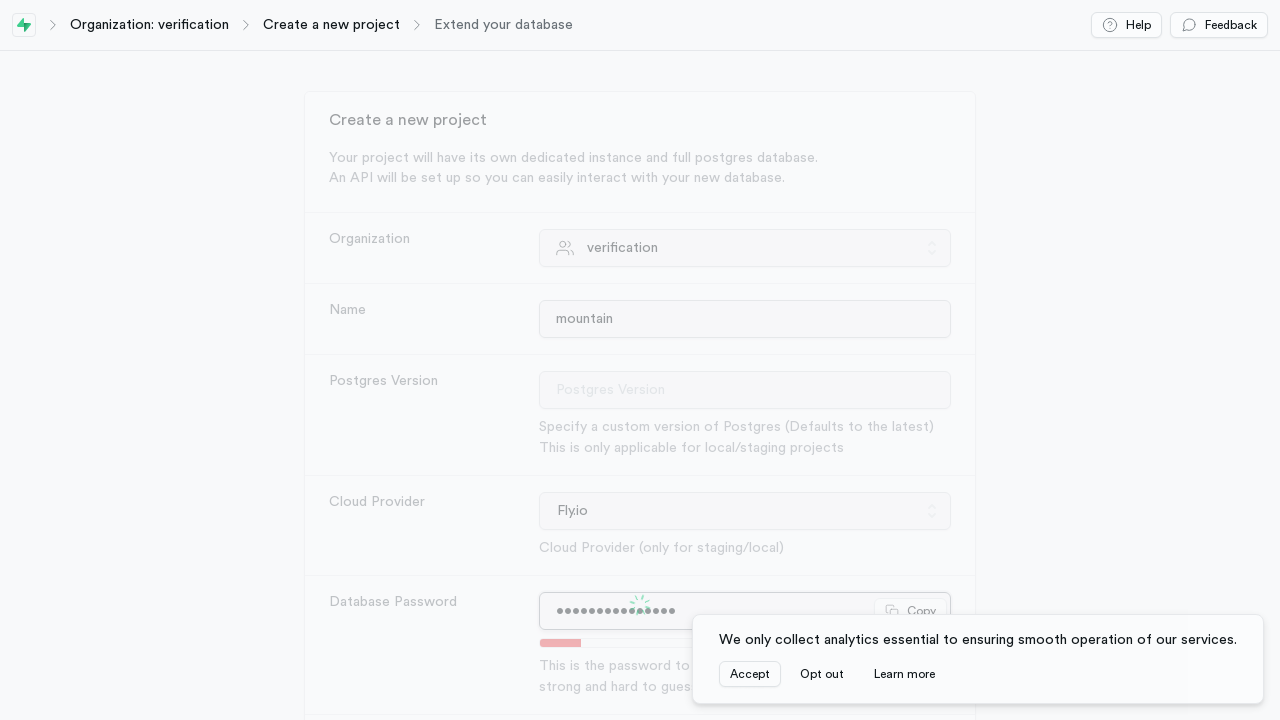 Organization: verification
Create a new project
Extend your database
Help
Feedback
Create a new project
Your project will have its own dedicated instance and full postgres database.
An API will be set up so you can easily interact with your new database.
Organization
verification
Name
mountain
Postgres Version
Postgres Version
Specify a custom version of Postgres (Defaults to the latest)
This is only applicable for local/staging projects
Cloud Provider
Fly.io
Cloud Provider (only for staging/local)
Database Password
••••••••••••••••
Copy
This is the password to
strong and hard to gues
We only collect analytics essential to ensuring smooth operation of our services.
Accept
Opt out
Learn more